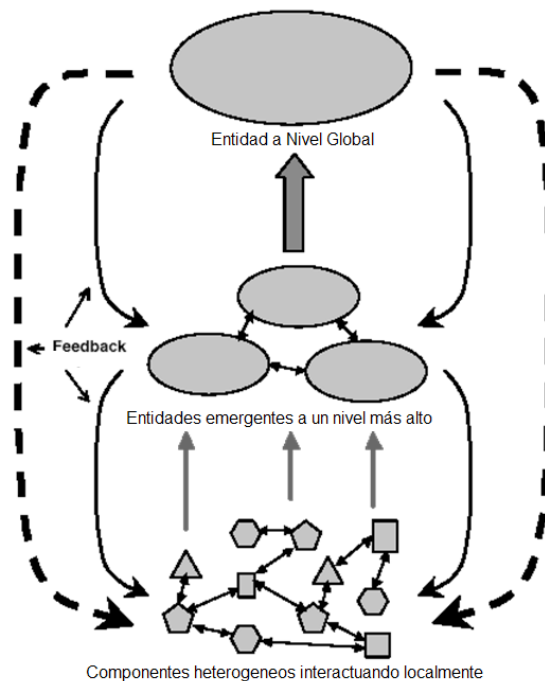 Entidad a Nivel Global
Feedback
Entidades emergentes a un nivel más alto
Componentes heterogeneos interactuando localmente